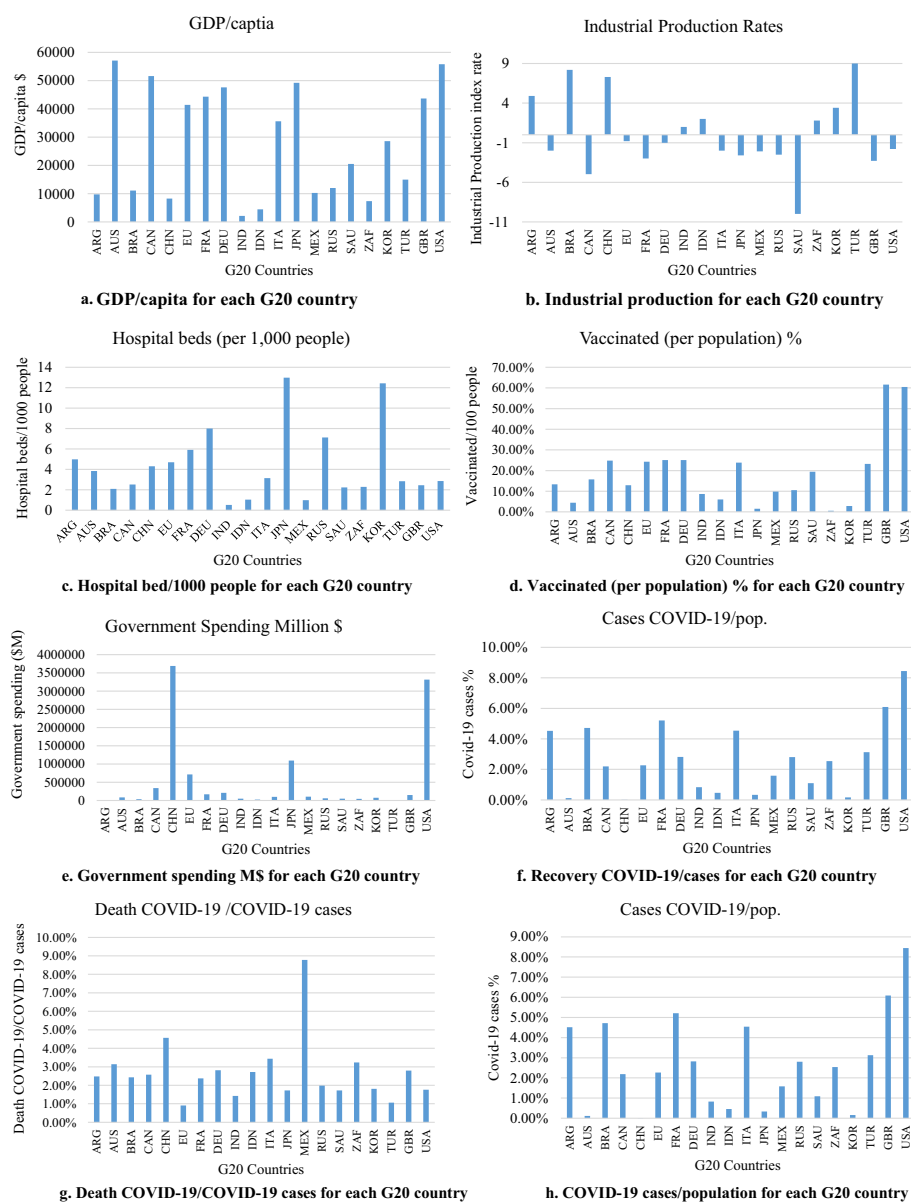 GDP/captia
GDP/capita $
60000
50000
40000
30000
20000
10000
0
ARG AUS BRA CAN CHN EU FRA DEU IND IDN ITA JPN MEX RUS SAU ZAF KOR TUR GBR USA
G20 Countries
a. GDP/capita for each G20 country
Industrial Production Rates
Industrial Production index rate
9
4
-1
-6
-11
ARG AUS BRA CAN CHN EU FRA DEU IND IDN ITA JPN MEX RUS SAU ZAF KOR TUR GBR USA
G20 Countries
b. Industrial production for each G20 country
Hospital beds (per 1,000 people)
Hospital beds/1000 people
14
12
10
8
6
4
2
0
ARG AUS BRA CAN CHN EU FRA DEU IND IDN ITA JPN MEX RUS SAU ZAF KOR TUR GBR USA
G20 Countries
c. Hospital bed/1000 people for each G20 country
Vaccinated (per population) %
Vaccinated/100 people
70.00%
60.00%
50.00%
40.00%
30.00%
20.00%
10.00%
0.00%
ARG AUS BRA CAN CHN EU FRA DEU IND IDN ITA JPN MEX RUS SAU ZAF KOR TUR GBR USA
G20 Countries
d. Vaccinated (per population) % for each G20 country
Government Spending Million $
Government spending ($M)
4000000
3500000
3000000
2500000
2000000
1500000
1000000
500000
0
ARG AUS BRA CAN CHN EU FRA DEU IND IDN ITA JPN MEX RUS SAU ZAF KOR TUR GBR USA
G20 Countries
e. Government spending M$ for each G20 country
Cases COVID-19/pop.
Covid-19 cases %
10.00%
8.00%
6.00%
4.00%
2.00%
0.00%
ARG AUS BRA CAN CHN EU FRA DEU IND IDN ITA JPN MEX RUS SAU ZAF KOR TUR GBR USA
G20 Countries
f. Recovery COVID-19/cases for each G20 country
Death COVID-19 /COVID-19 cases
Death COVID-19/COVID-19 cases
10.00%
9.00%
8.00%
7.00%
6.00%
5.00%
4.00%
3.00%
2.00%
1.00%
0.00%
ARG AUS BRA CAN CHN EU FRA DEU IND IDN ITA JPN MEX RUS SAU ZAF KOR TUR GBR USA
G20 Countries
g. Death COVID-19/COVID-19 cases for each G20 country
Cases COVID-19/pop.
Covid-19 cases %
9.00%
8.00%
7.00%
6.00%
5.00%
4.00%
3.00%
2.00%
1.00%
0.00%
ARG AUS BRA CAN CHN EU FRA DEU IND IDN ITA JPN MEX RUS SAU ZAF KOR TUR GBR USA
G20 Countries
h. COVID-19 cases/population for each G20 country